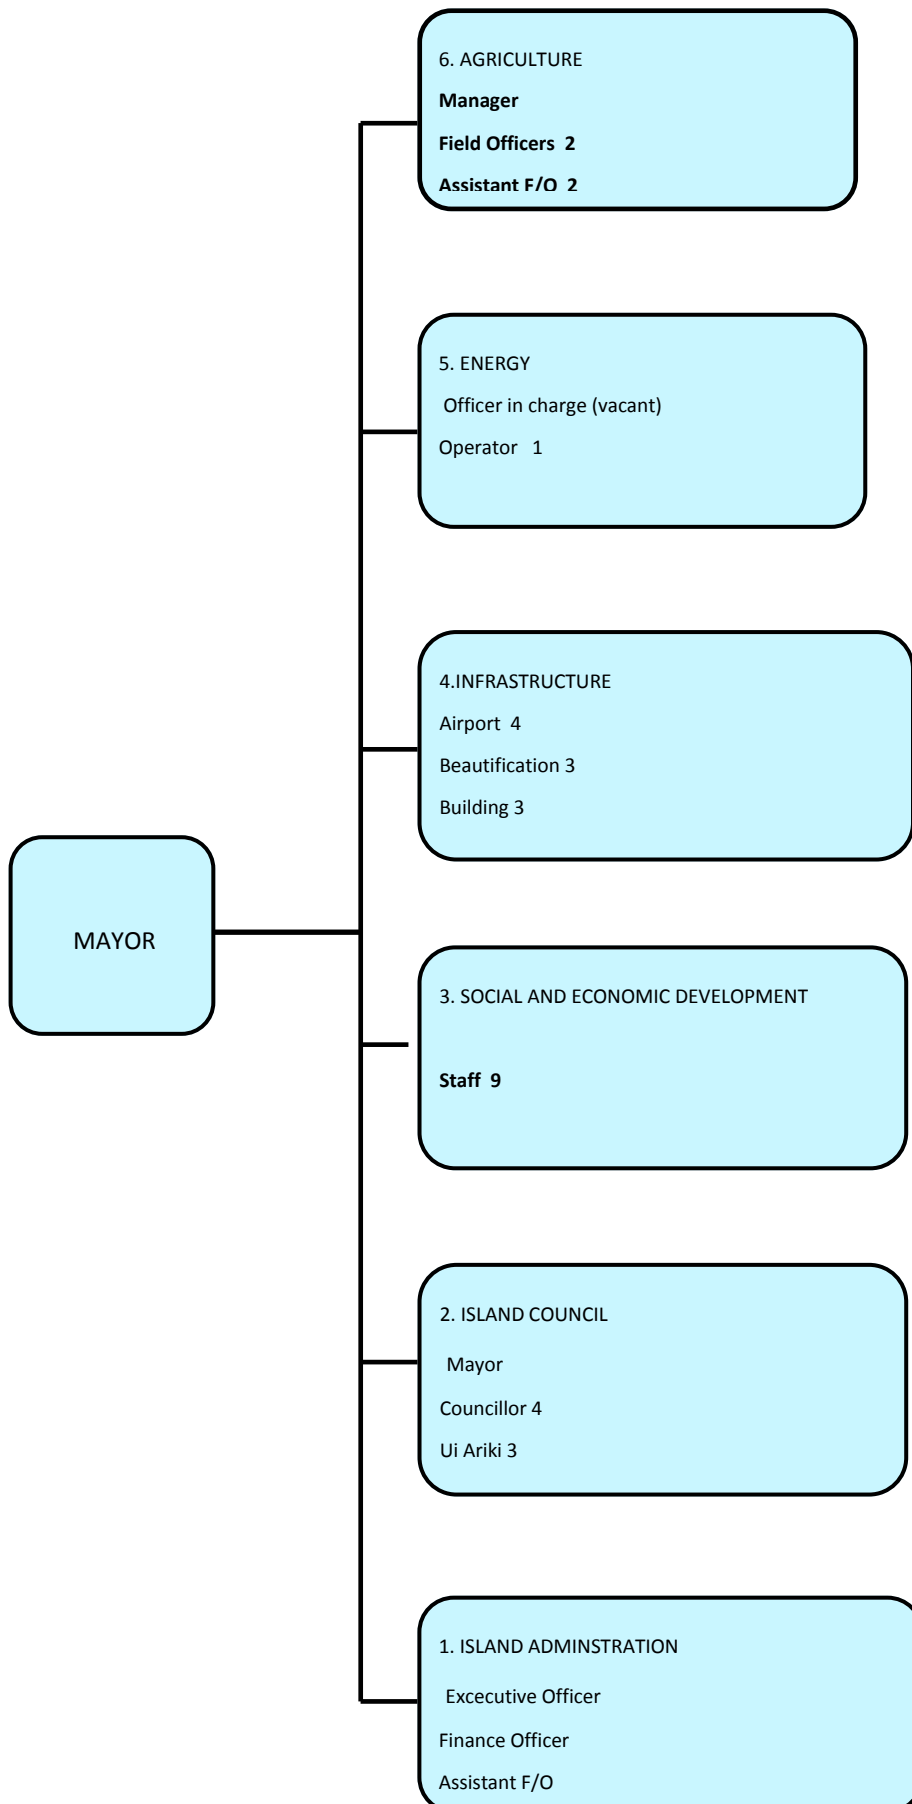 6. AGRICULTURE
Manager
Field Officers  2
Assistant F/O  2
5. ENERGY
Officer in charge (vacant)
Operator   1
4.INFRASTRUCTURE
Airport  4
Beautification 3
Building 3
MAYOR
3. SOCIAL AND ECONOMIC DEVELOPMENT
Staff  9
2. ISLAND COUNCIL
Mayor
Councillor 4
Ui Ariki 3
1. ISLAND ADMINSTRATION
Excecutive Officer
Finance Officer
Assistant F/O